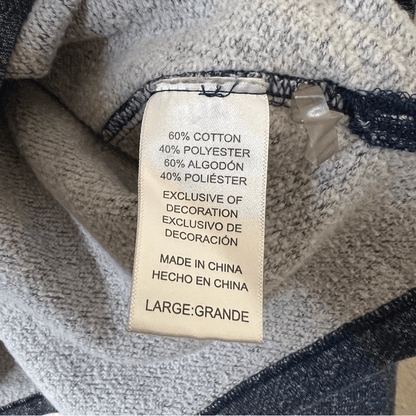 60% COTTON
40% POLYESTER
60% ALGODÓN
40% POLIÉSTER
EXCLUSIVE OF
DECORATION
EXCLUSIVO DE
DECORACIÓN
MADE IN CHINA
HECHO EN CHINA
LARGE:GRANDE